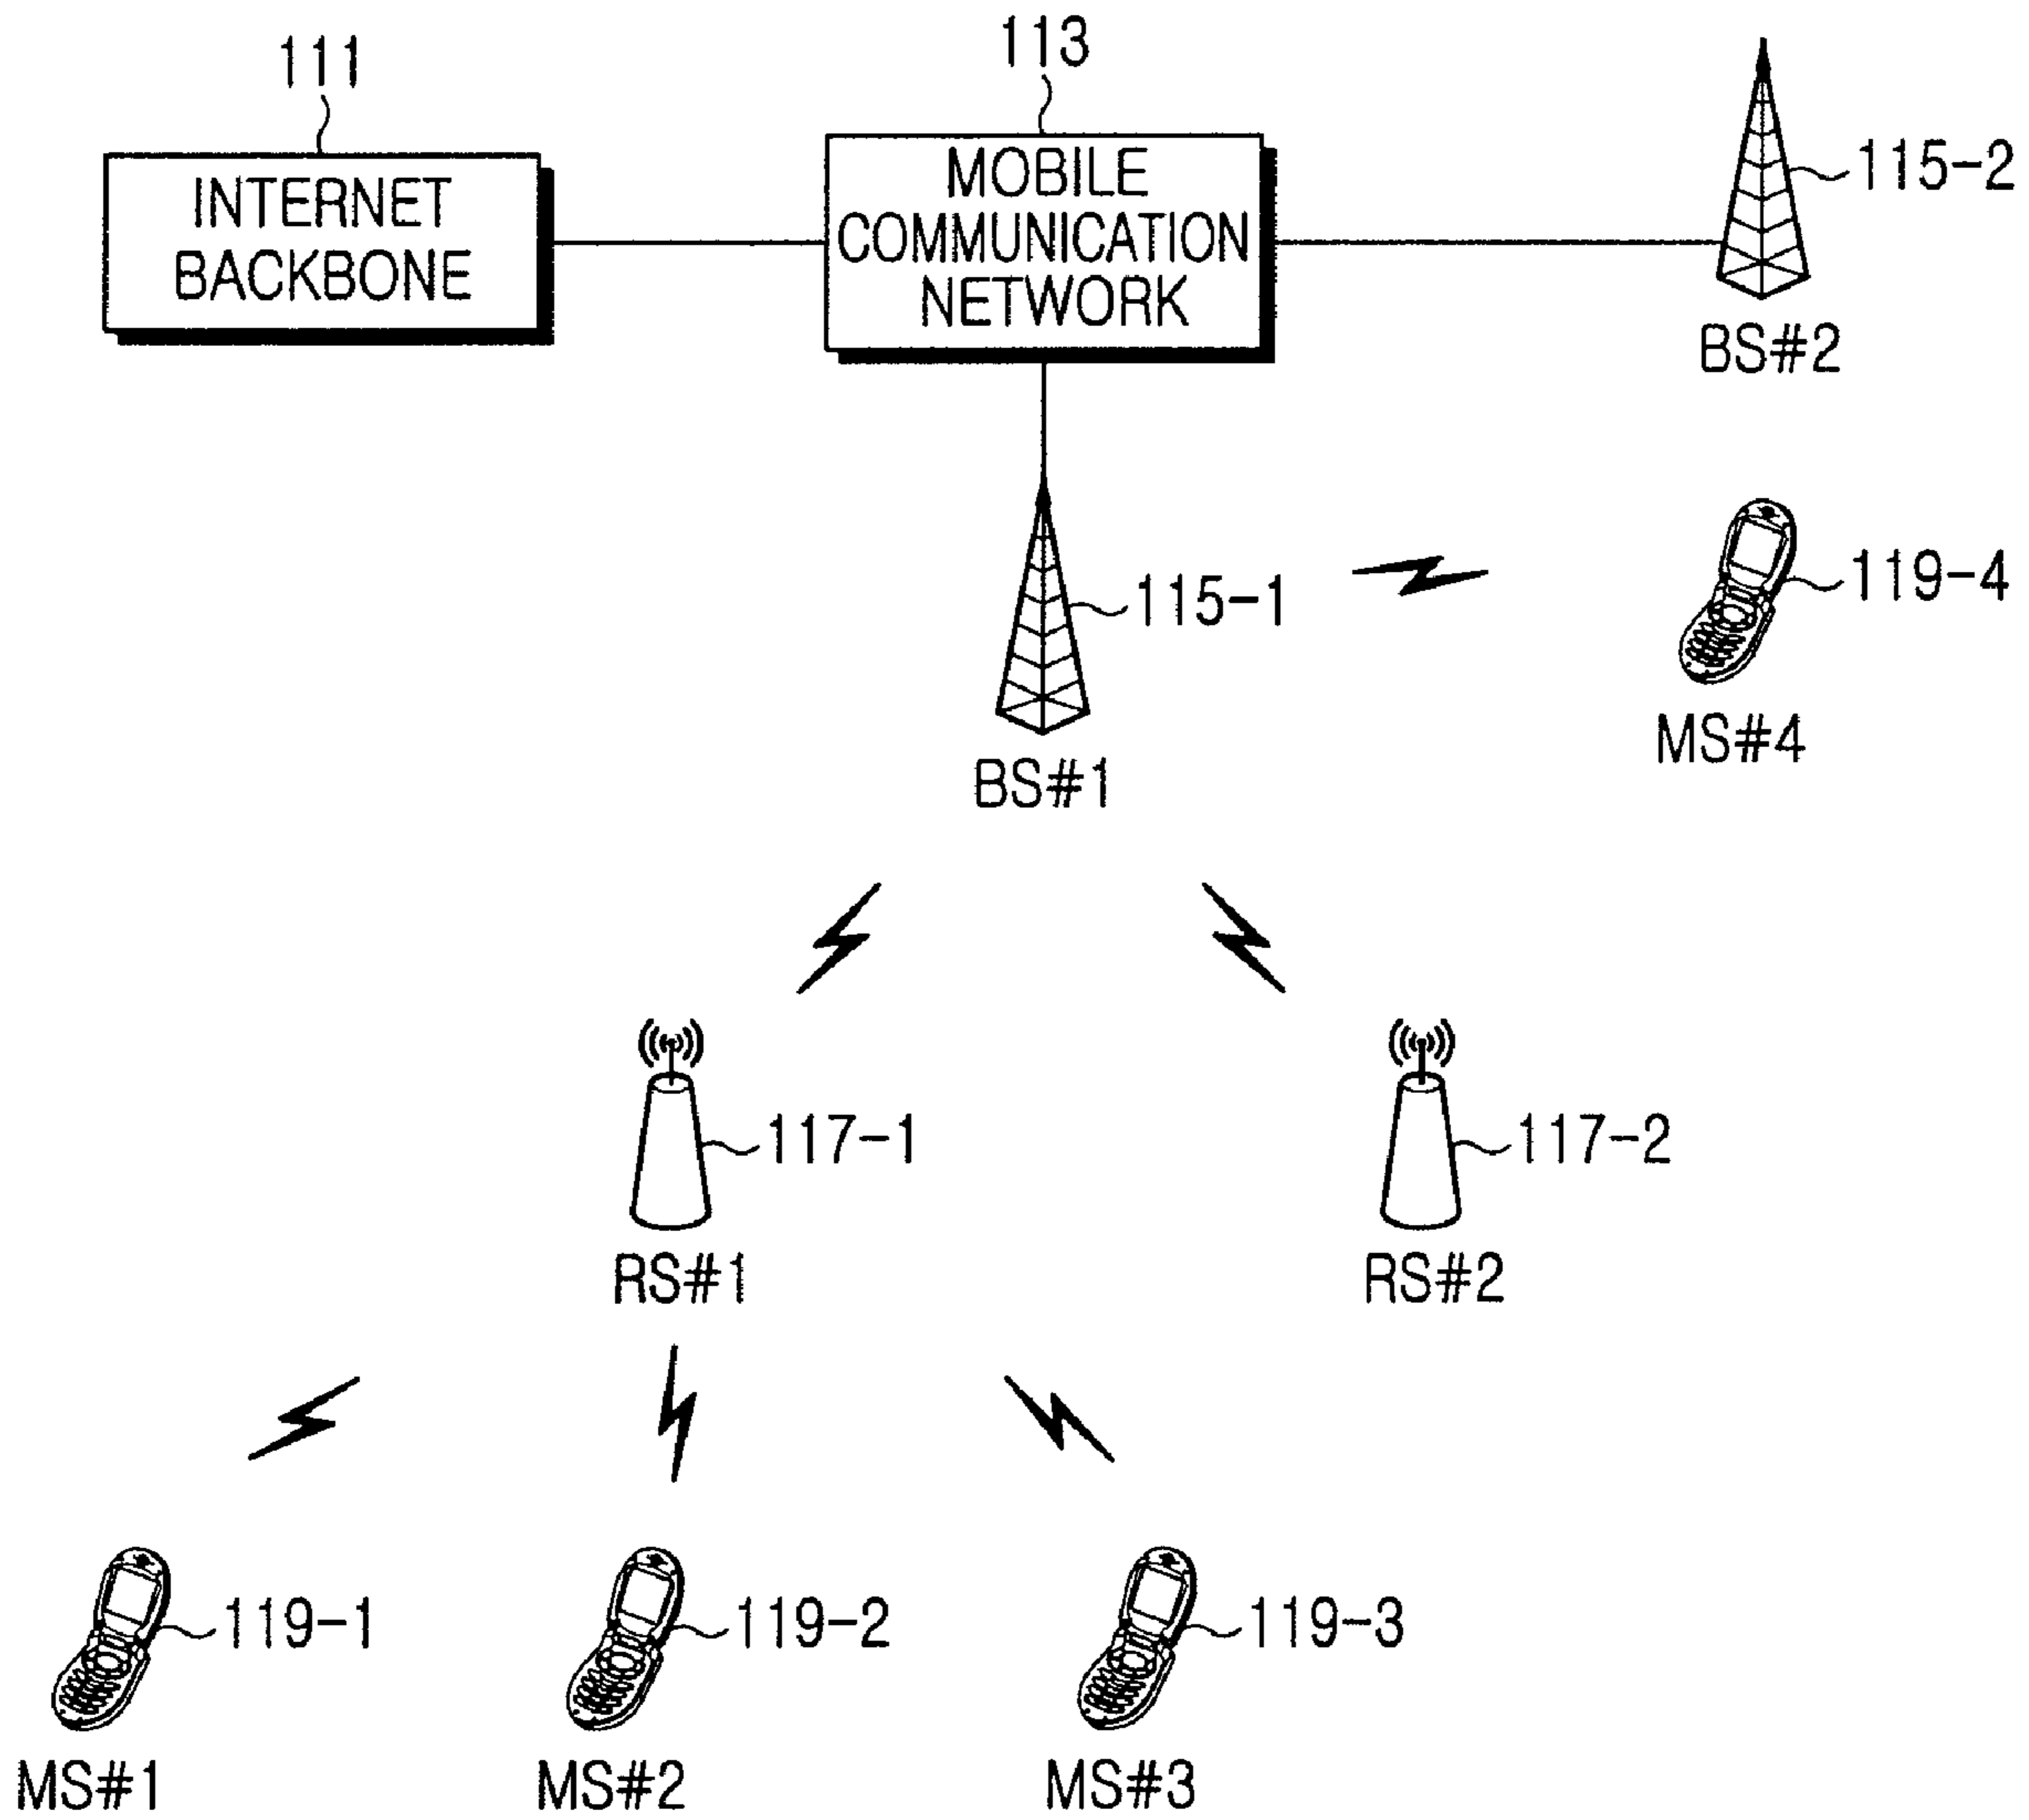 111
113
INTERNET
BACKBONE
MOBILE
COMMUNICATION
NETWORK
115-2
BS#2
115-1
119-4
MS#4
BS#1
117-1
117-2
RS#1
RS#2
119-1
119-2
119-3
MS#1
MS#2
MS#3